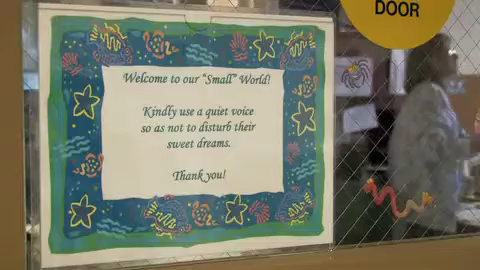 DOOR
Welcome to our “Small” World!
Kindly use a quiet voice
so as not to disturb their
sweet dreams.
Thank you!